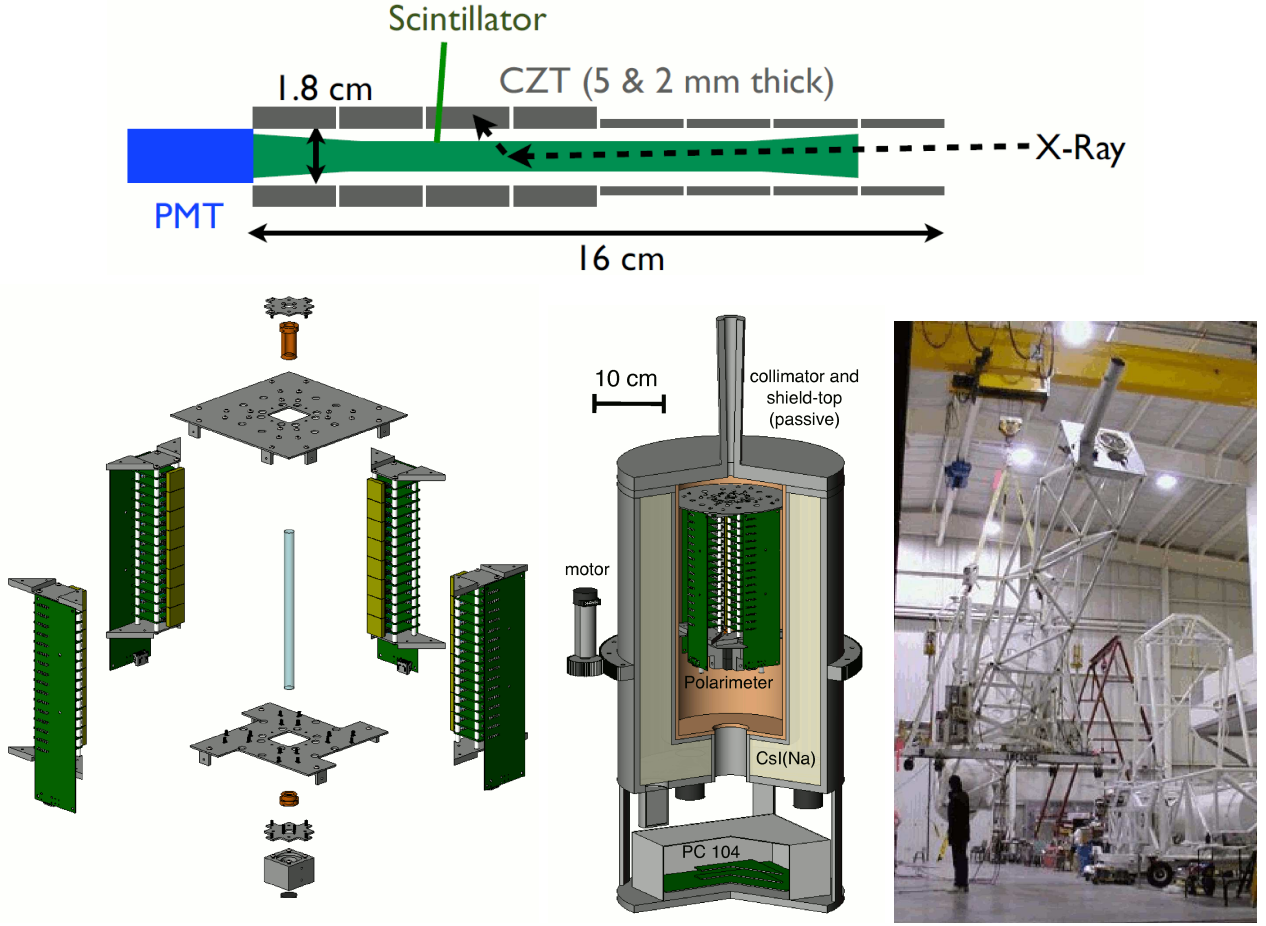 Scintillator
1.8 cm
CZT (5 & 2 mm thick)
X-Ray
PMT
16 cm
10 cm
collimator and
shield-top
(passive)
motor
Polarimeter
CsI(Na)
PC 104